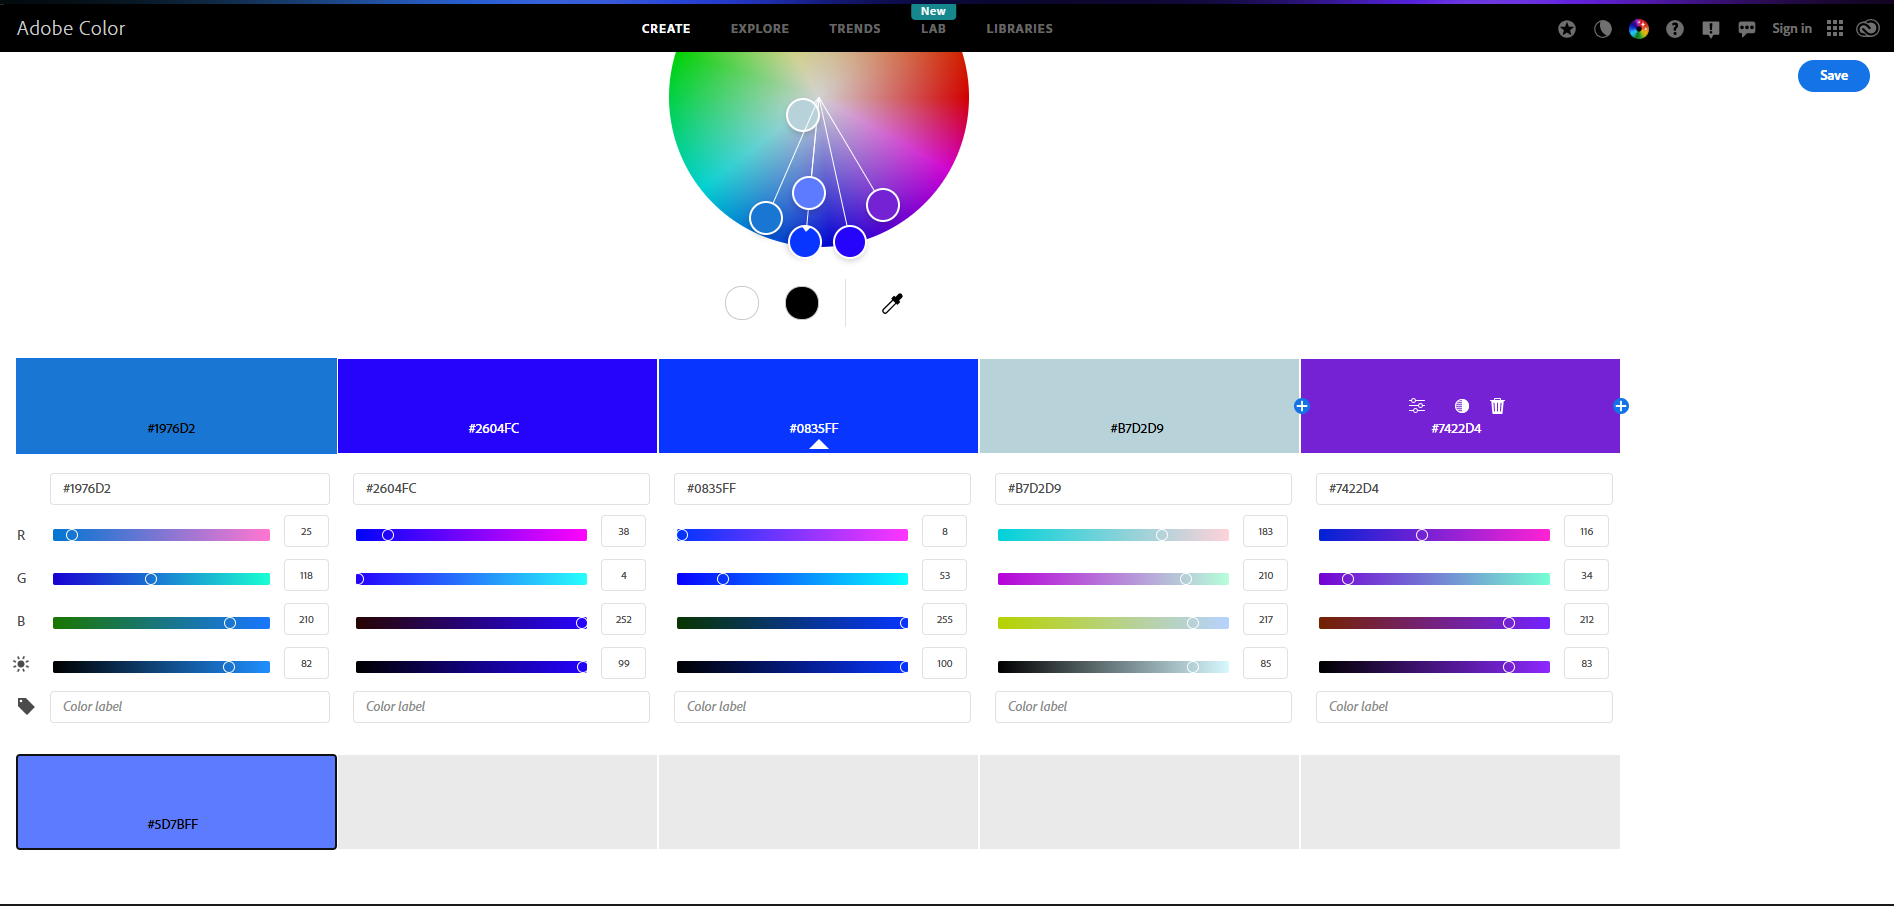 Adobe Color
CREATE EXPLORE TRENDS New LAB LIBRARIES
Sign in
Save
#1976D2 #2604FC #0835FF #B7D2D9 #7422D4
#1976D2 #2604FC #0835FF #B7D2D9 #7422D4
R 25 38 8 183 116
G 118 4 53 210 34
B 210 252 255 217 212
82 99 100 85 83
Color label Color label Color label Color label Color label
#5D7BFF